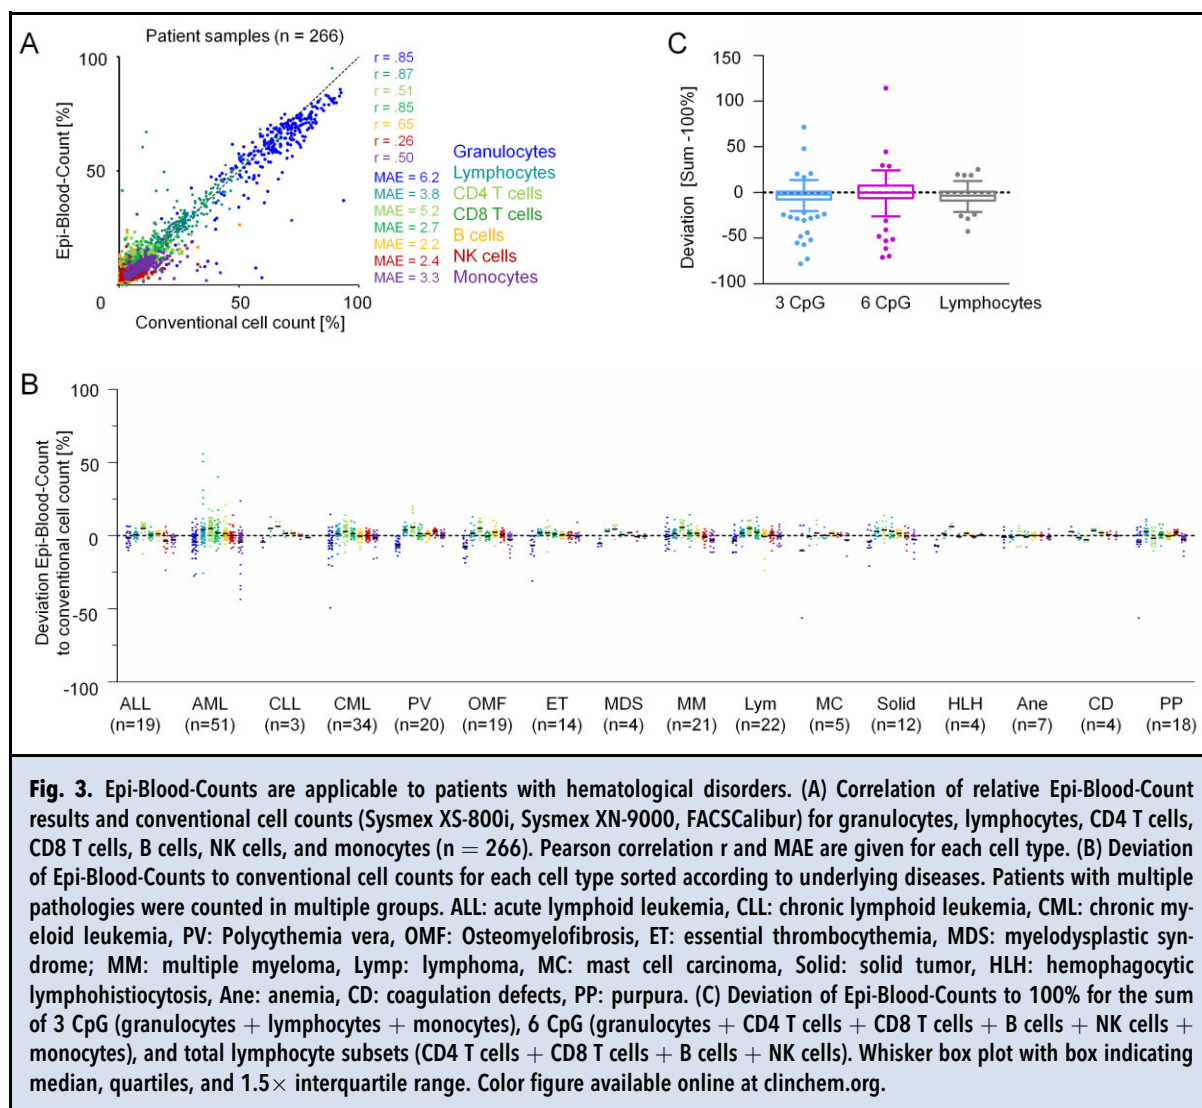 A
Patient samples (n = 266)
Epi-Blood-Count [%]
100
50
0
50
100
Conventional cell count [%]
r = .85
r = .87
r = .51
r = .85
r = .65
r = .26
r = .50
MAE = 6.2
MAE = 3.8
MAE = 5.2
MAE = 2.7
MAE = 2.2
MAE = 2.4
MAE = 3.3
Granulocytes
Lymphocytes
CD4 T cells
CD8 T cells
B cells
NK cells
Monocytes
C
Deviation [Sum -100%]
150
100
50
0
-50
-100
3 CpG
6 CpG
Lymphocytes
B
Deviation Epi-Blood-Count
to conventional cell count [%]
100
50
0
-50
-100
ALL AML CLL CML PV OMF ET MDS MM Lym MC Solid HLH Ane CD PP
(n=19) (n=51) (n=3) (n=34) (n=20) (n=19) (n=14) (n=4) (n=21) (n=22) (n=5) (n=12) (n=4) (n=7) (n=4) (n=18)
Fig. 3. Epi-Blood-Counts are applicable to patients with hematological disorders. (A) Correlation of relative Epi-Blood-Count
results and conventional cell counts (Sysmex XS-800i, Sysmex XN-9000, FACSCalibur) for granulocytes, lymphocytes, CD4 T cells,
CD8 T cells, B cells, NK cells, and monocytes (n = 266). Pearson correlation r and MAE are given for each cell type. (B) Deviation
of Epi-Blood-Counts to conventional cell counts for each cell type sorted according to underlying diseases. Patients with multiple
pathologies were counted in multiple groups. ALL: acute lymphoid leukemia, CLL: chronic lymphoid leukemia, CML: chronic my-
eloid leukemia, PV: Polycythemia vera, OMF: Osteomyelofibrosis, ET: essential thrombocythemia, MDS: myelodysplastic syn-
drome; MM: multiple myeloma, Lymp: lymphoma, MC: mast cell carcinoma, Solid: solid tumor, HLH: hemophagocytic
lymphohistiocytosis, Ane: anemia, CD: coagulation defects, PP: purpura. (C) Deviation of Epi-Blood-Counts to 100% for the sum
of 3 CpG (granulocytes + lymphocytes + monocytes), 6 CpG (granulocytes + CD4 T cells + CD8 T cells + B cells + NK cells +
monocytes), and total lymphocyte subsets (CD4 T cells + CD8 T cells + B cells + NK cells). Whisker box plot with box indicating
median, quartiles, and 1.5× interquartile range. Color figure available online at clinchem.org.